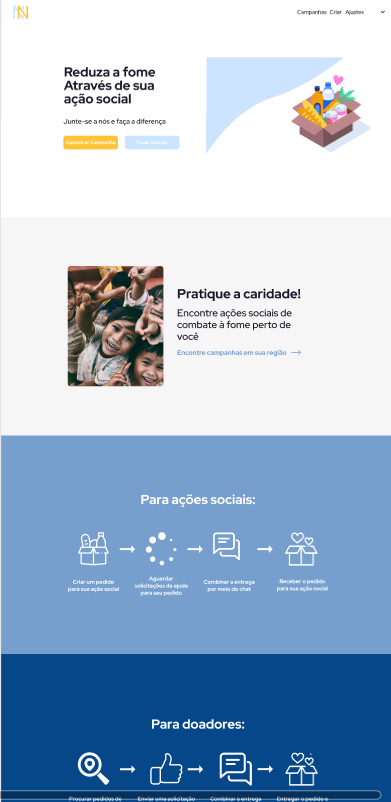 Campanhas Criar Ajustes
Reduza a fome
Através de sua
ação social
Junte-se a nós e faça a diferença
Cadastrar Campanha
Fazer doação
Pratique a caridade!
Encontre ações sociais de
combate à fome perto de
você
Encontre campanhas em sua região
Para ações sociais:
Criar um pedido
para sua ação social
Aguardar
solicitações de ajuda
para seu pedido
Combinar a entrega
por meio do chat
Receber o pedido
para sua ação social
Para doadores:
Procurar pedidos de
Enviar uma solicitação
Combinar a entrega
Entregar o pedido e